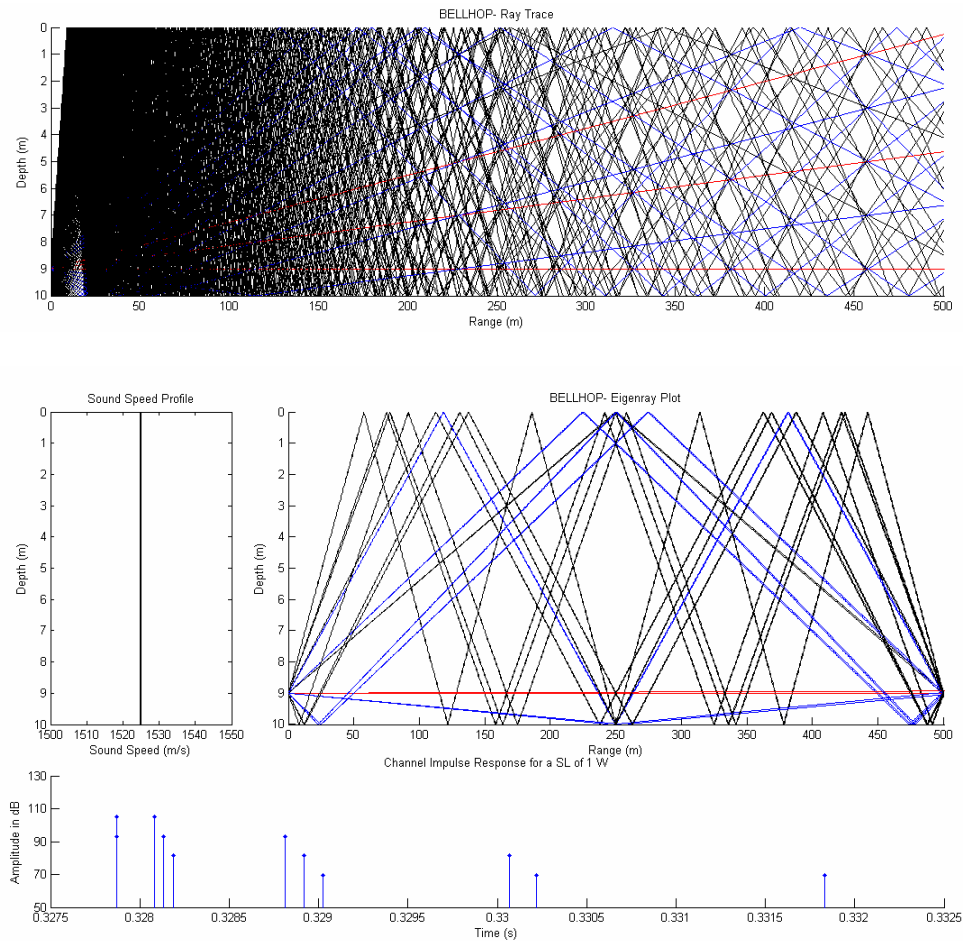 BELLHOP- Ray Trace
Depth (m)
0
1
2
3
4
5
6
7
8
9
10
0 50 100 150 200 250 300 350 400 450 500
Range (m)
Sound Speed Profile
Depth (m)
0
1
2
3
4
5
6
7
8
9
10
1500 1510 1520 1530 1540 1550
Sound Speed (m/s)
BELLHOP- Eigenray Plot
Depth (m)
0
1
2
3
4
5
6
7
8
9
10
0 50 100 150 200 250 300 350 400 450 500
Range (m)
Channel Impulse Response for a SL of 1 W
Amplitude in dB
130
110
90
70
50
0.3275 0.328 0.3285 0.329 0.3295 0.33 0.3305 0.331 0.3315 0.332 0.3325
Time (s)